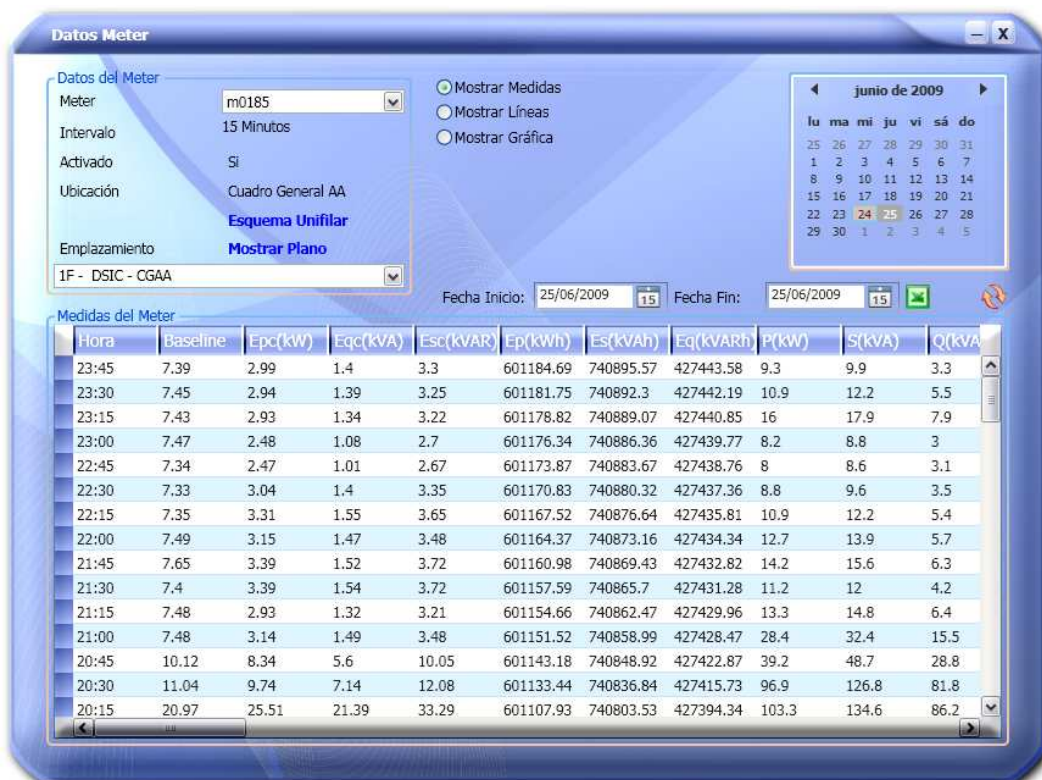 Datos Meter
Datos del Meter
Meter m0185
Intervalo 15 Minutos
Activado Si
Ubicación Cuadro General AA
Esquema Unifilar
Emplazamiento Mostrar Plano
1F - DSIC - CGAA
Mostrar Medidas
Mostrar Líneas
Mostrar Gráfica
junio de 2009
lu ma mi ju vi sá do
25 26 27 28 29 30 31
1 2 3 4 5 6 7
8 9 10 11 12 13 14
15 16 17 18 19 20 21
22 23 24 25 26 27 28
29 30 1 2 3 4 5
Fecha Inicio: 25/06/2009 15 Fecha Fin: 25/06/2009 15
Medidas del Meter
Hora Baseline Epc(kW) Eqc(kVA) Esc(kVAR) Ep(kWh) Es(kVAh) Eq(kVARh) P(kW) S(kVA) Q(kVA
23:45 7.39 2.99 1.4 3.3 601184.69 740895.57 427443.58 9.3 9.9 3.3
23:30 7.45 2.94 1.39 3.25 601181.75 740892.3 427442.19 10.9 12.2 5.5
23:15 7.43 2.93 1.34 3.22 601178.82 740889.07 427440.85 16 17.9 7.9
23:00 7.47 2.48 1.08 2.7 601176.34 740886.36 427439.77 8.2 8.8 3
22:45 7.34 2.47 1.01 2.67 601173.87 740883.67 427438.76 8 8.6 3.1
22:30 7.33 3.04 1.4 3.35 601170.83 740880.32 427437.36 8.8 9.6 3.5
22:15 7.35 3.31 1.55 3.65 601167.52 740876.64 427435.81 10.9 12.2 5.4
22:00 7.49 3.15 1.47 3.48 601164.37 740873.16 427434.34 12.7 13.9 5.7
21:45 7.65 3.39 1.52 3.72 601160.98 740869.43 427432.82 14.2 15.6 6.3
21:30 7.4 3.39 1.54 3.72 601157.59 740865.7 427431.28 11.2 12 4.2
21:15 7.48 2.93 1.32 3.21 601154.66 740862.47 427429.96 13.3 14.8 6.4
21:00 7.48 3.14 1.49 3.48 601151.52 740858.99 427428.47 28.4 32.4 15.5
20:45 10.12 8.34 5.6 10.05 601143.18 740848.92 427422.87 39.2 48.7 28.8
20:30 11.04 9.74 7.14 12.08 601133.44 740836.84 427415.73 96.9 126.8 81.8
20:15 20.97 25.51 21.39 33.29 601107.93 740803.53 427394.34 103.3 134.6 86.2